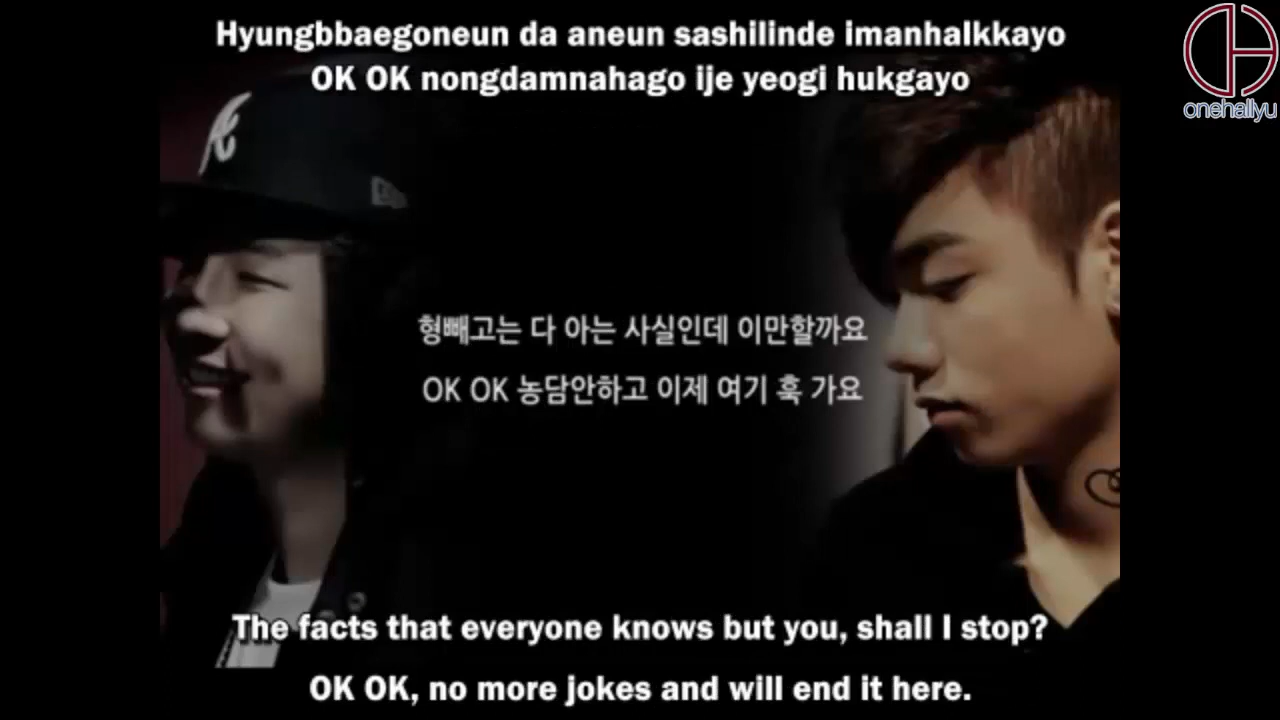 Hyungbbaegoneun da aneun sashilinde imanhalkkayo
OK OK nongdamnahago ije yeogi hukgayo
onehallyu
형빼고는 다 아는 사실인데 이만할까요
OK OK 농담안하고 이제 여기 훅 가요
The facts that everyone knows but you, shall I stop?
OK OK, no more jokes and will end it here.